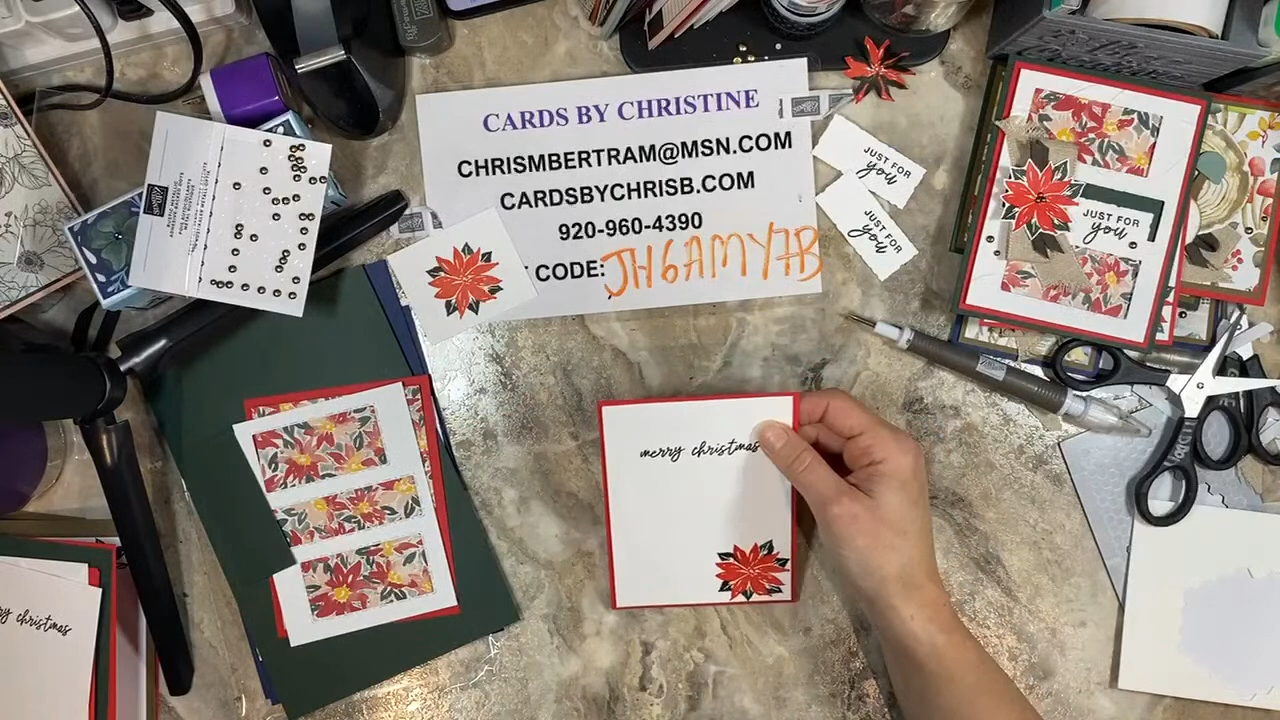 CARDS BY CHRISTINE
CHRISMBERTRAM@MSN.COM
CARDSBYCHRISB.COM
920-960-4390
CODE: JH6AMY7B
JUST FOR
you
JUST FOR
you
JUST FOR
you
merry christmas
christmas